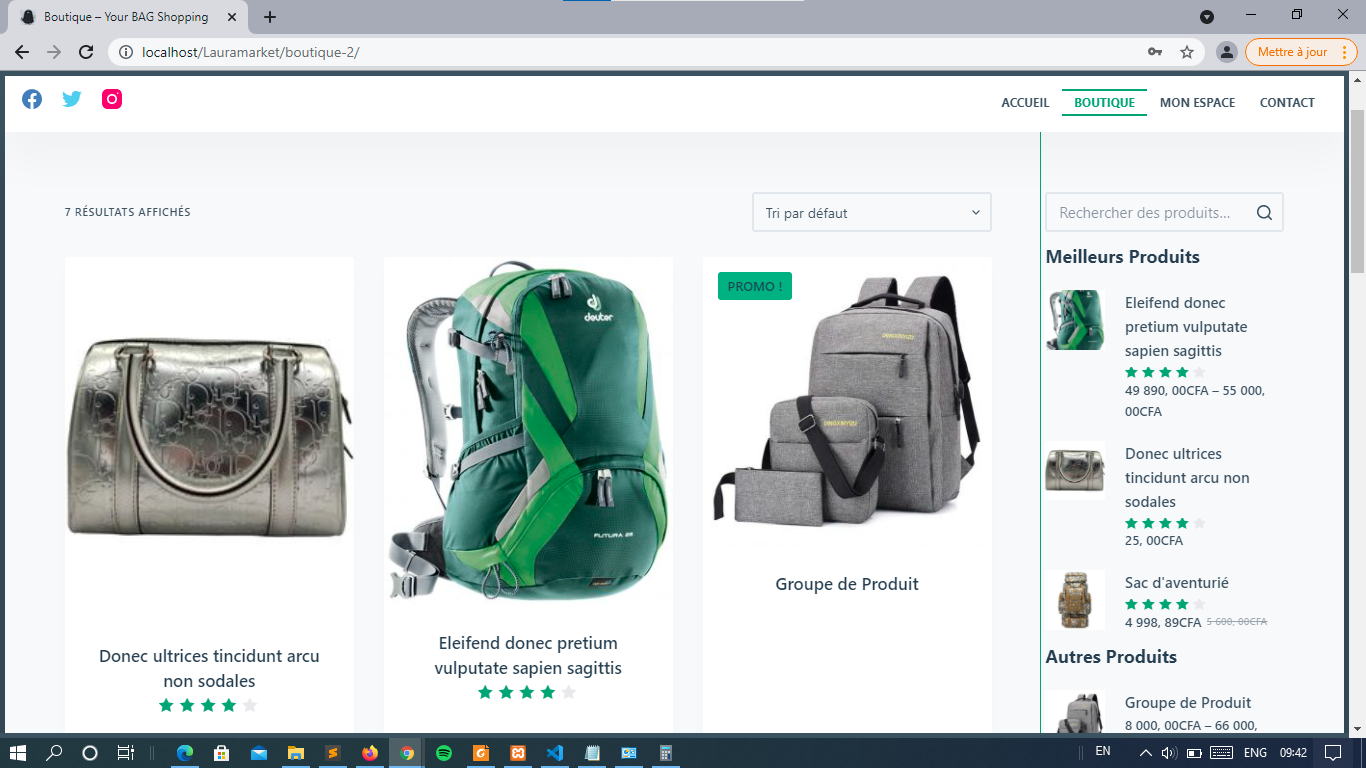 Boutique – Your BAG Shopping
localhost/Lauramarket/boutique-2/
Mettre à jour
ACCUEIL
BOUTIQUE
MON ESPACE
CONTACT
7 RÉSULTATS AFFICHÉS
Tri par défaut
Rechercher des produits…
PROMO !
deuter
FUTURA 28
Donec ultrices tincidunt arcu
non sodales
Eleifend donec pretium
vulputate sapien sagittis
Groupe de Produit
Meilleurs Produits
Eleifend donec
pretium vulputate
sapien sagittis
49 890, 00CFA – 55 000,
00CFA
Donec ultrices
tincidunt arcu non
sodales
25, 00CFA
Sac d'aventurié
4 998, 89CFA 5 600, 00CFA
Autres Produits
Groupe de Produit
8 000, 00CFA – 66 000,
EN
ENG
09:42